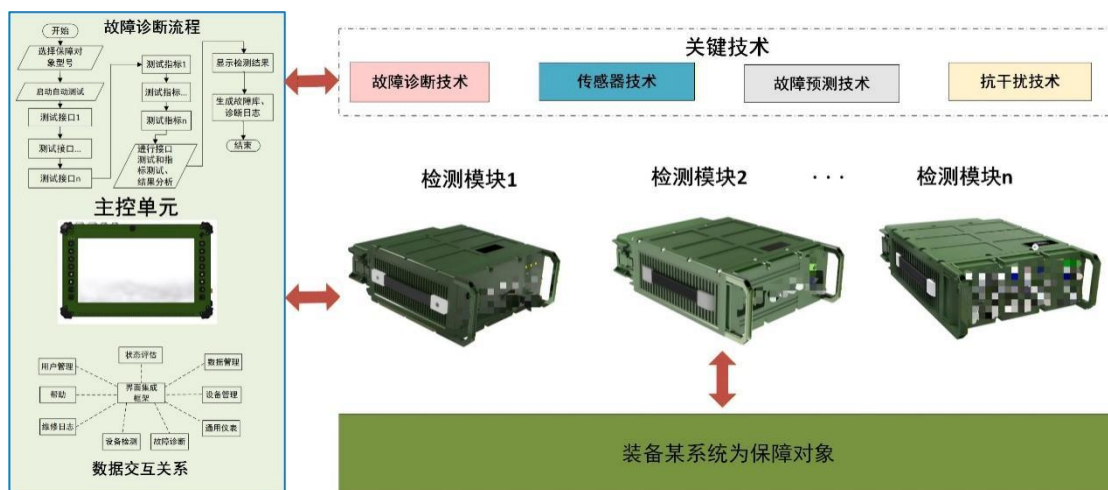 故障诊断流程
开始
选择保障对
象型号
启动自动测试
测试接口1
测试接口...
测试接口n
测试指标1
测试指标...
测试指标n
进行接口
测试和指
标测试、
结果分析
显示检测结果
生成故障库、
诊断日志
结束
主控单元
状态评估
用户管理
数据管理
帮助
界面集成
框架
设备管理
维修日志
通用仪表
设备检测
故障诊断
数据交互关系
关键技术
故障诊断技术
传感器技术
故障预测技术
抗干扰技术
检测模块1
检测模块2
...
检测模块n
装备某系统为保障对象